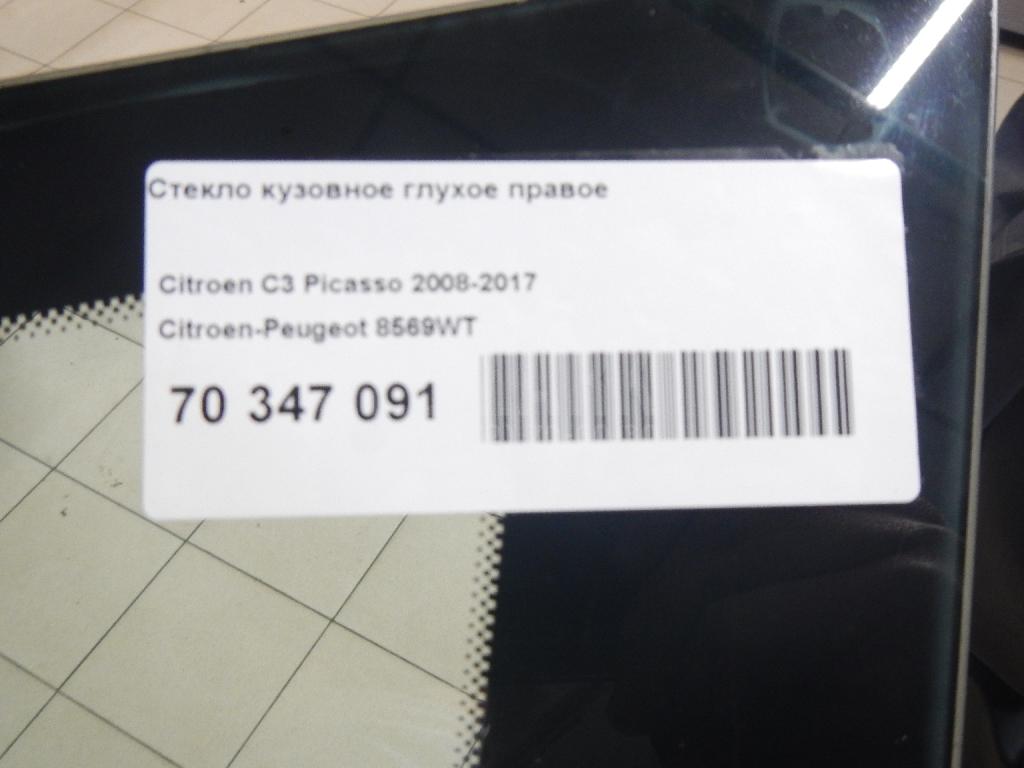 Стекло кузовное глухое правое
Citroen C3 Picasso 2008-2017
Citroen-Peugeot 8569WT
70 347 091